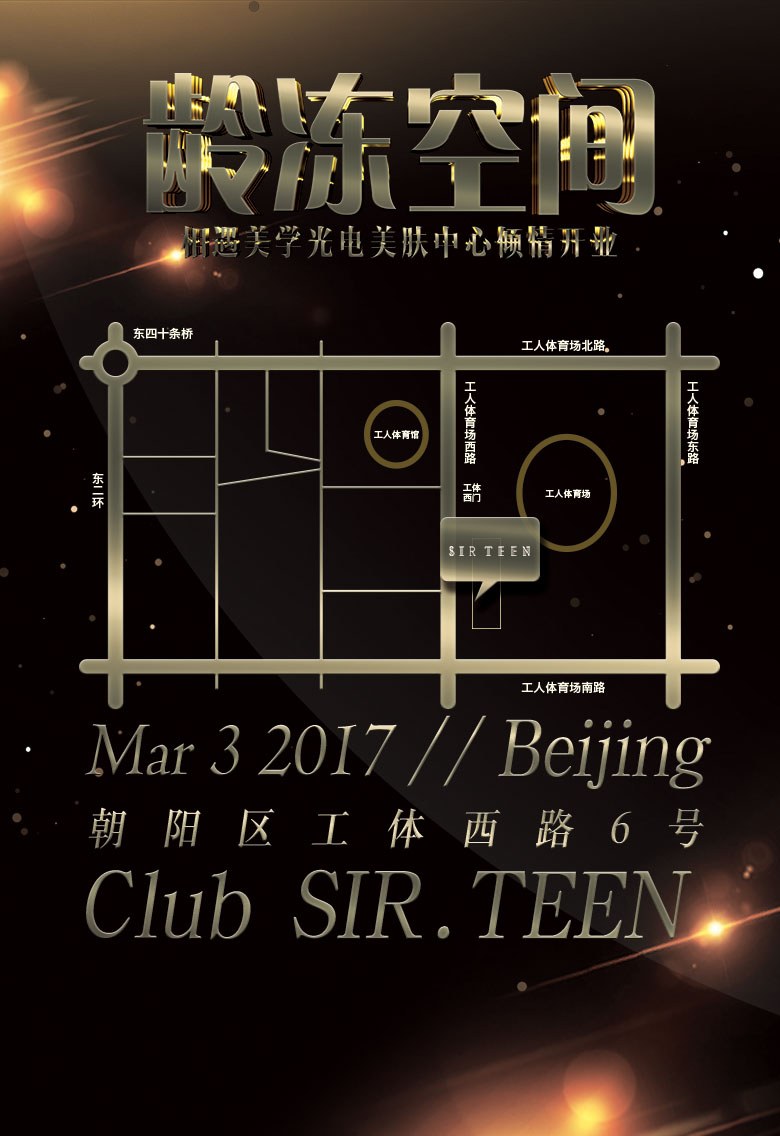 龄冻空间
相遇美学光电美肤中心倾情开业
东四十条桥
工人体育场北路
工人体育场西路
工人体育场东路
工人体育馆
东二环
工体
西门
工人体育场
SIR TEEN
工人体育场南路
Mar 3 2017 // Beijing
朝阳区工体西路6号
Club SIR.TEEN